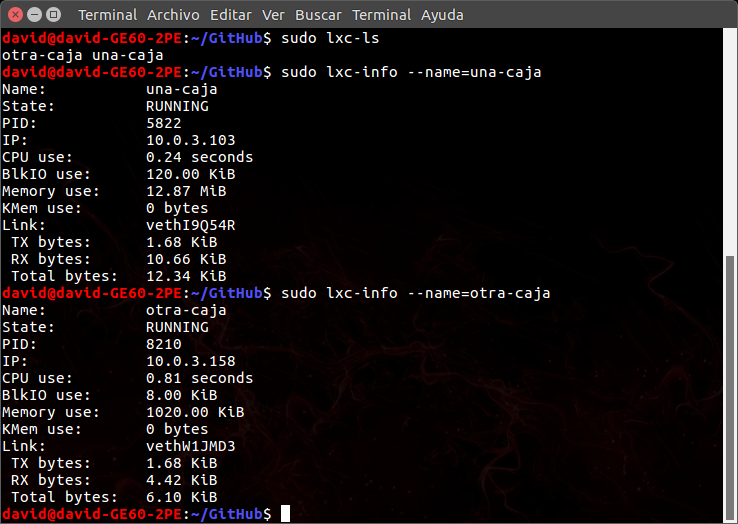 Terminal Archivo Editar Ver Buscar Terminal Ayuda
david@david-GE60-2PE:~/GitHub$ sudo lxc-ls
otra-caja una-caja
david@david-GE60-2PE:~/GitHub$ sudo lxc-info --name=una-caja
Name: una-caja
State: RUNNING
PID: 5822
IP: 10.0.3.103
CPU use: 0.24 seconds
BlkIO use: 120.00 KiB
Memory use: 12.87 MiB
KMem use: 0 bytes
Link: vethI9Q54R
TX bytes: 1.68 KiB
RX bytes: 10.66 KiB
Total bytes: 12.34 KiB
david@david-GE60-2PE:~/GitHub$ sudo lxc-info --name=otra-caja
Name: otra-caja
State: RUNNING
PID: 8210
IP: 10.0.3.158
CPU use: 0.81 seconds
BlkIO use: 8.00 KiB
Memory use: 1020.00 KiB
KMem use: 0 bytes
Link: vethW1JMD3
TX bytes: 1.68 KiB
RX bytes: 4.42 KiB
Total bytes: 6.10 KiB
david@david-GE60-2PE:~/GitHub$